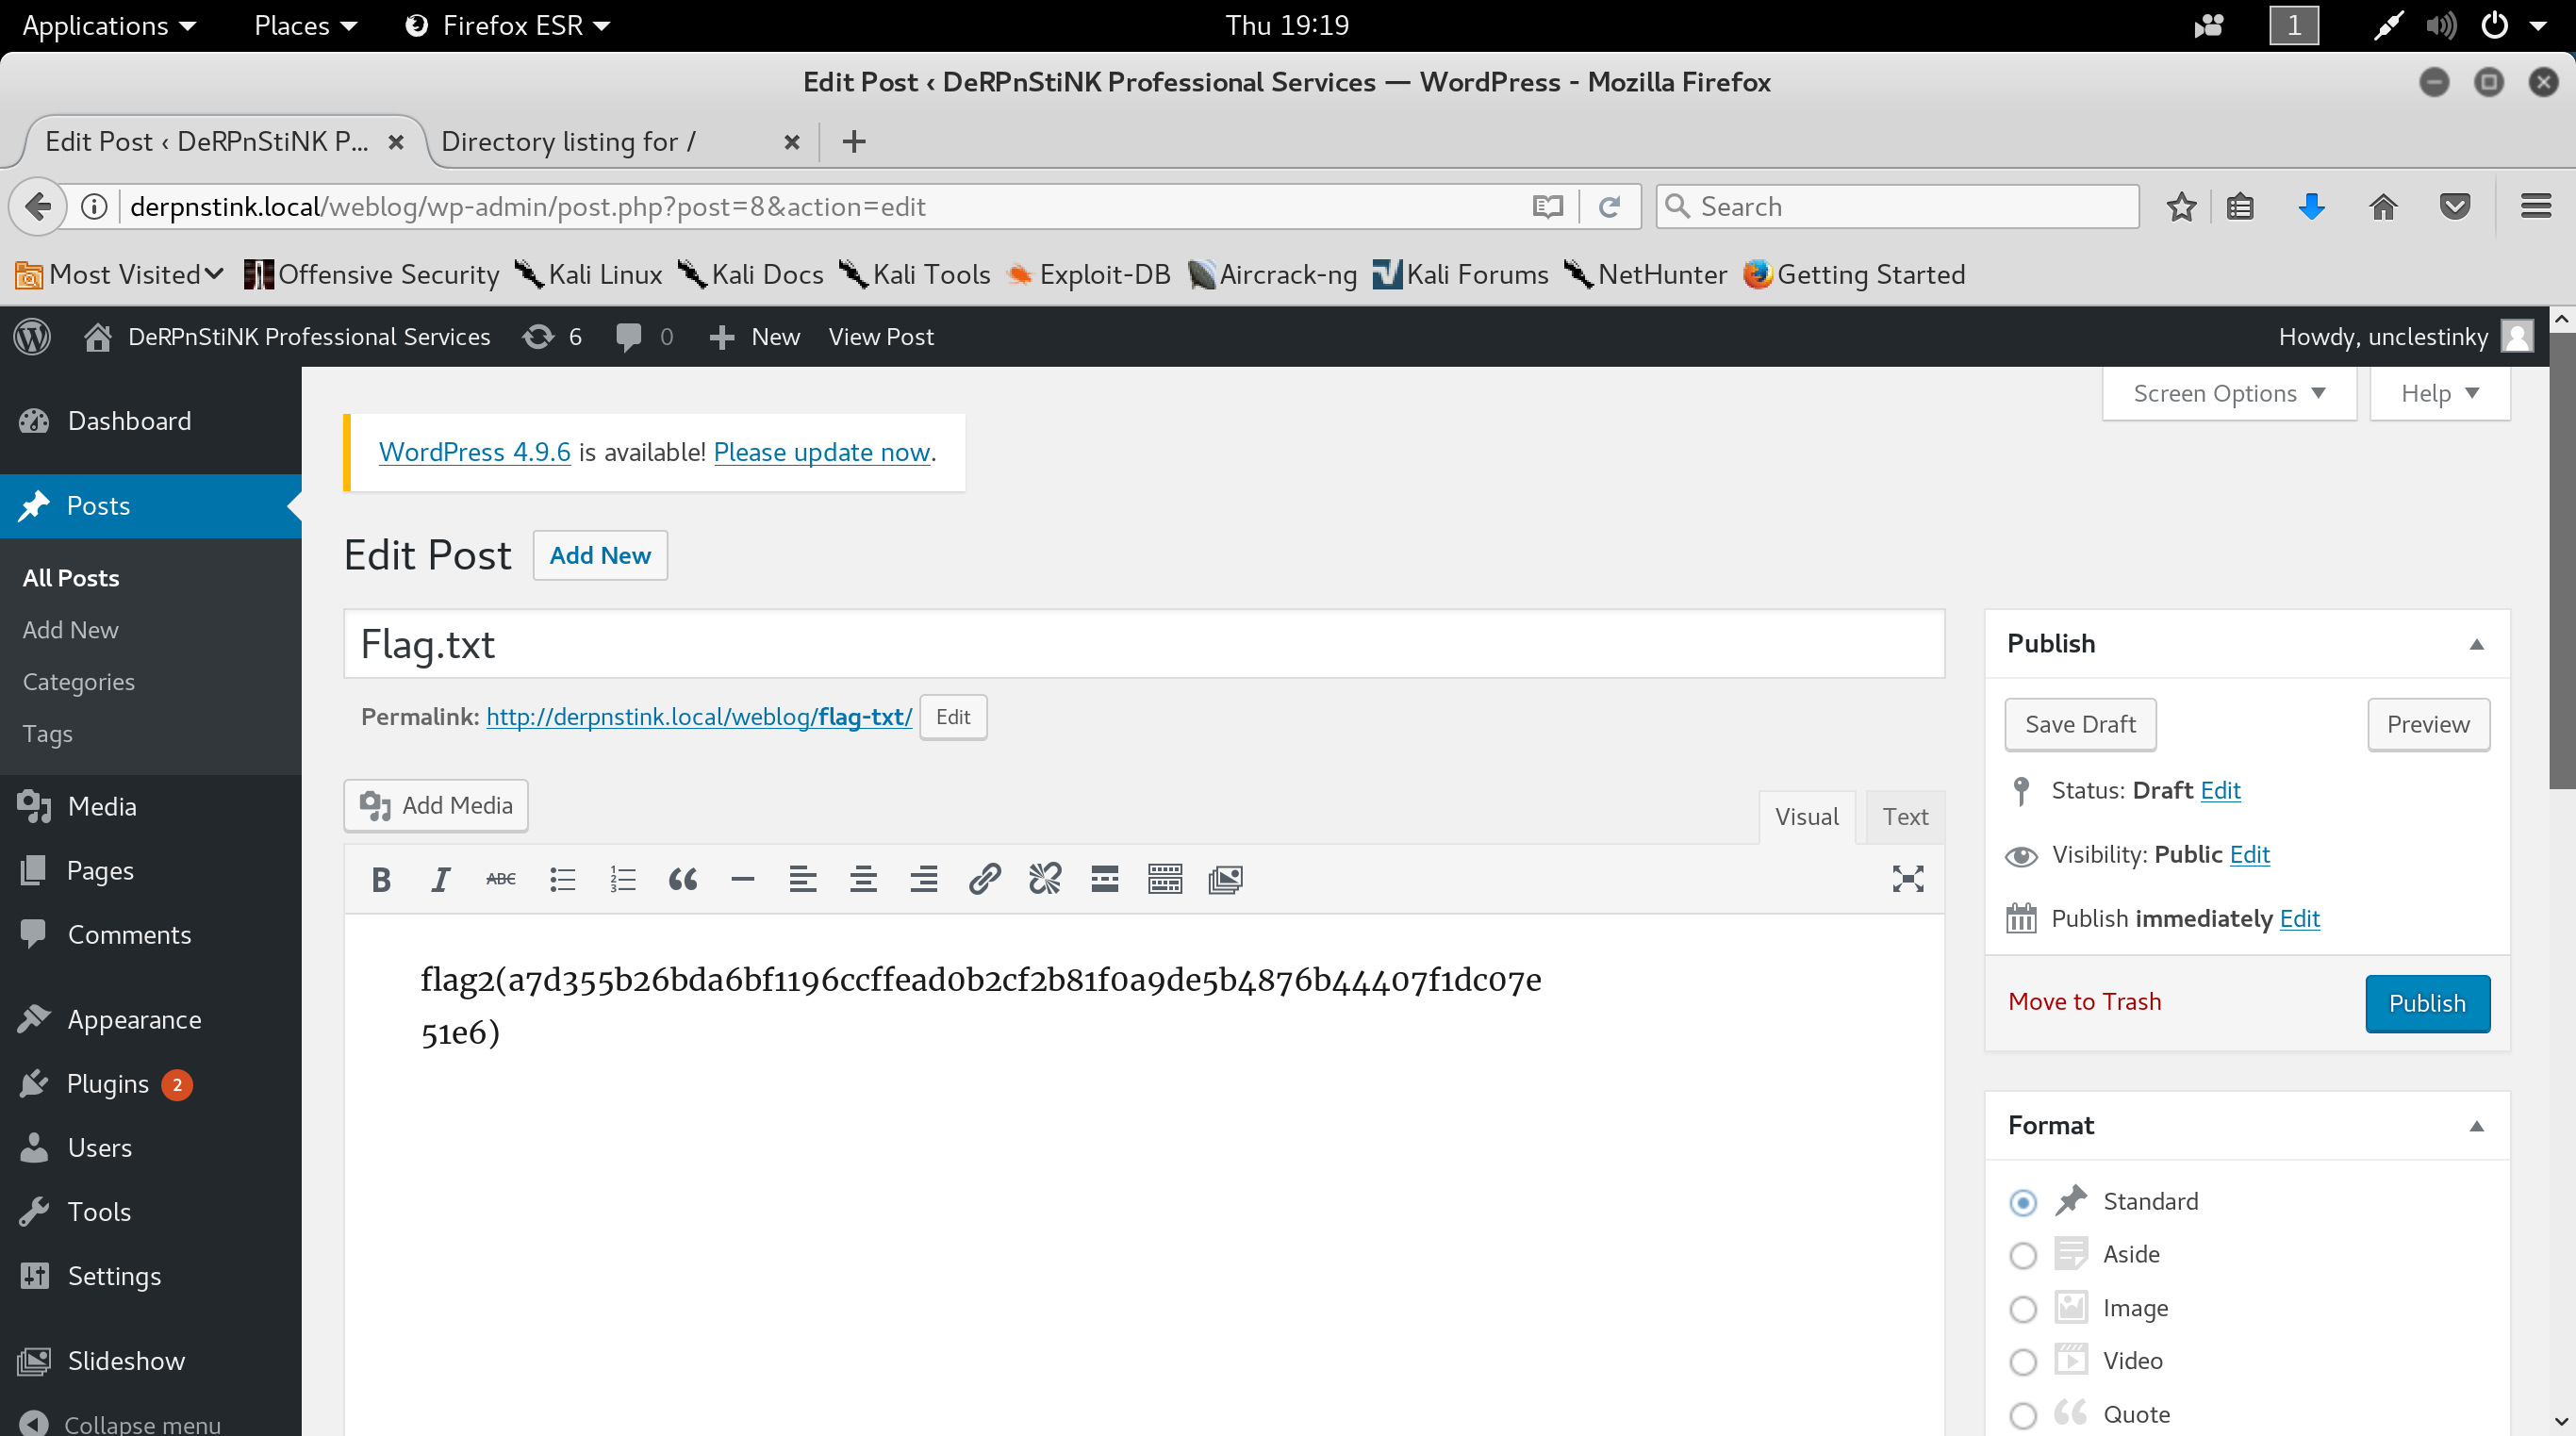 Applications Places Firefox ESR Thu 19:19 1
Edit Post ‹ DeRPnStiNK Professional Services — WordPress - Mozilla Firefox
Edit Post ‹ DeRPnStiNK P... Directory listing for /
derpnstink.local/weblog/wp-admin/post.php?post=8&action=edit Search
Most Visited Offensive Security Kali Linux Kali Docs Kali Tools Exploit-DB Aircrack-ng Kali Forums NetHunter Getting Started
DeRPnStiNK Professional Services 6 0 New View Post Howdy, unclestinky
Screen Options Help
Dashboard
Posts
All Posts
Add New
Categories
Tags
Media
Pages
Comments
Appearance
Plugins 2
Users
Tools
Settings
Slideshow
Collapse menu
WordPress 4.9.6 is available! Please update now.
Edit Post Add New
Flag.txt
Permalink: http://derpnstink.local/weblog/flag-txt/ Edit
Add Media
Visual Text
B I ABC
flag2(a7d355b26bda6bf1196ccffead0b2cf2b81f0a9de5b4876b44407f1dc07e
51e6)
Publish
Save Draft Preview
Status: Draft Edit
Visibility: Public Edit
Publish immediately Edit
Move to Trash Publish
Format
Standard
Aside
Image
Video
Quote